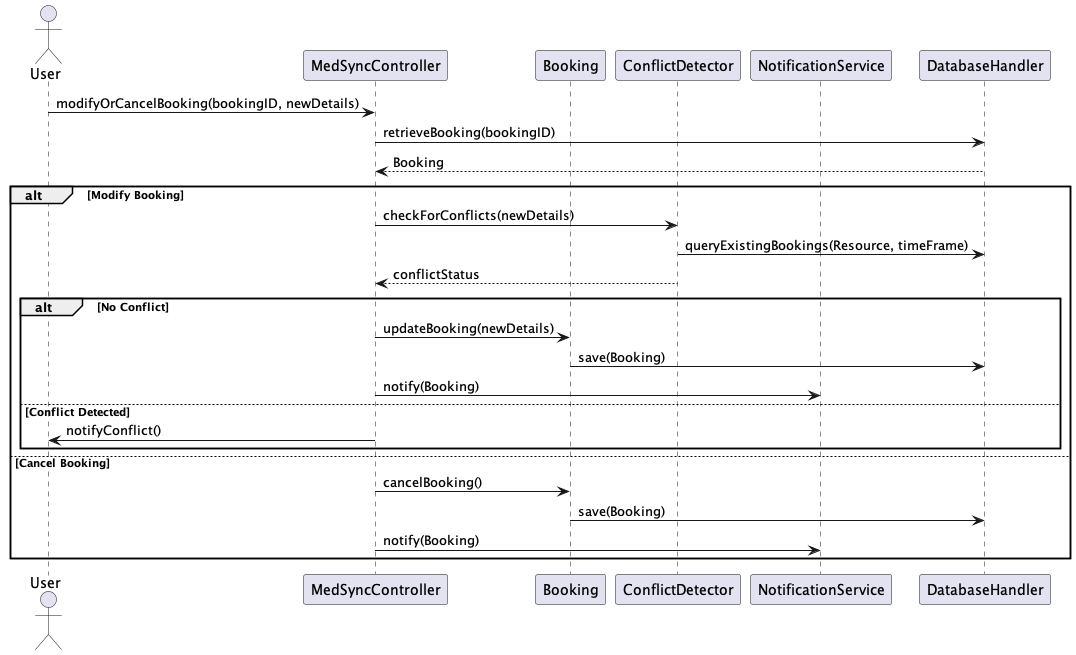 User
MedSyncController
Booking
ConflictDetector
NotificationService
DatabaseHandler
modifyOrCancelBooking(bookingID, newDetails)
retrieveBooking(bookingID)
Booking
alt
[Modify Booking]
checkForConflicts(newDetails)
queryExistingBookings(Resource, timeFrame)
conflictStatus
alt
[No Conflict]
updateBooking(newDetails)
save(Booking)
notify(Booking)
[Conflict Detected]
notifyConflict()
[Cancel Booking]
cancelBooking()
save(Booking)
notify(Booking)
User
MedSyncController
Booking
ConflictDetector
NotificationService
DatabaseHandler